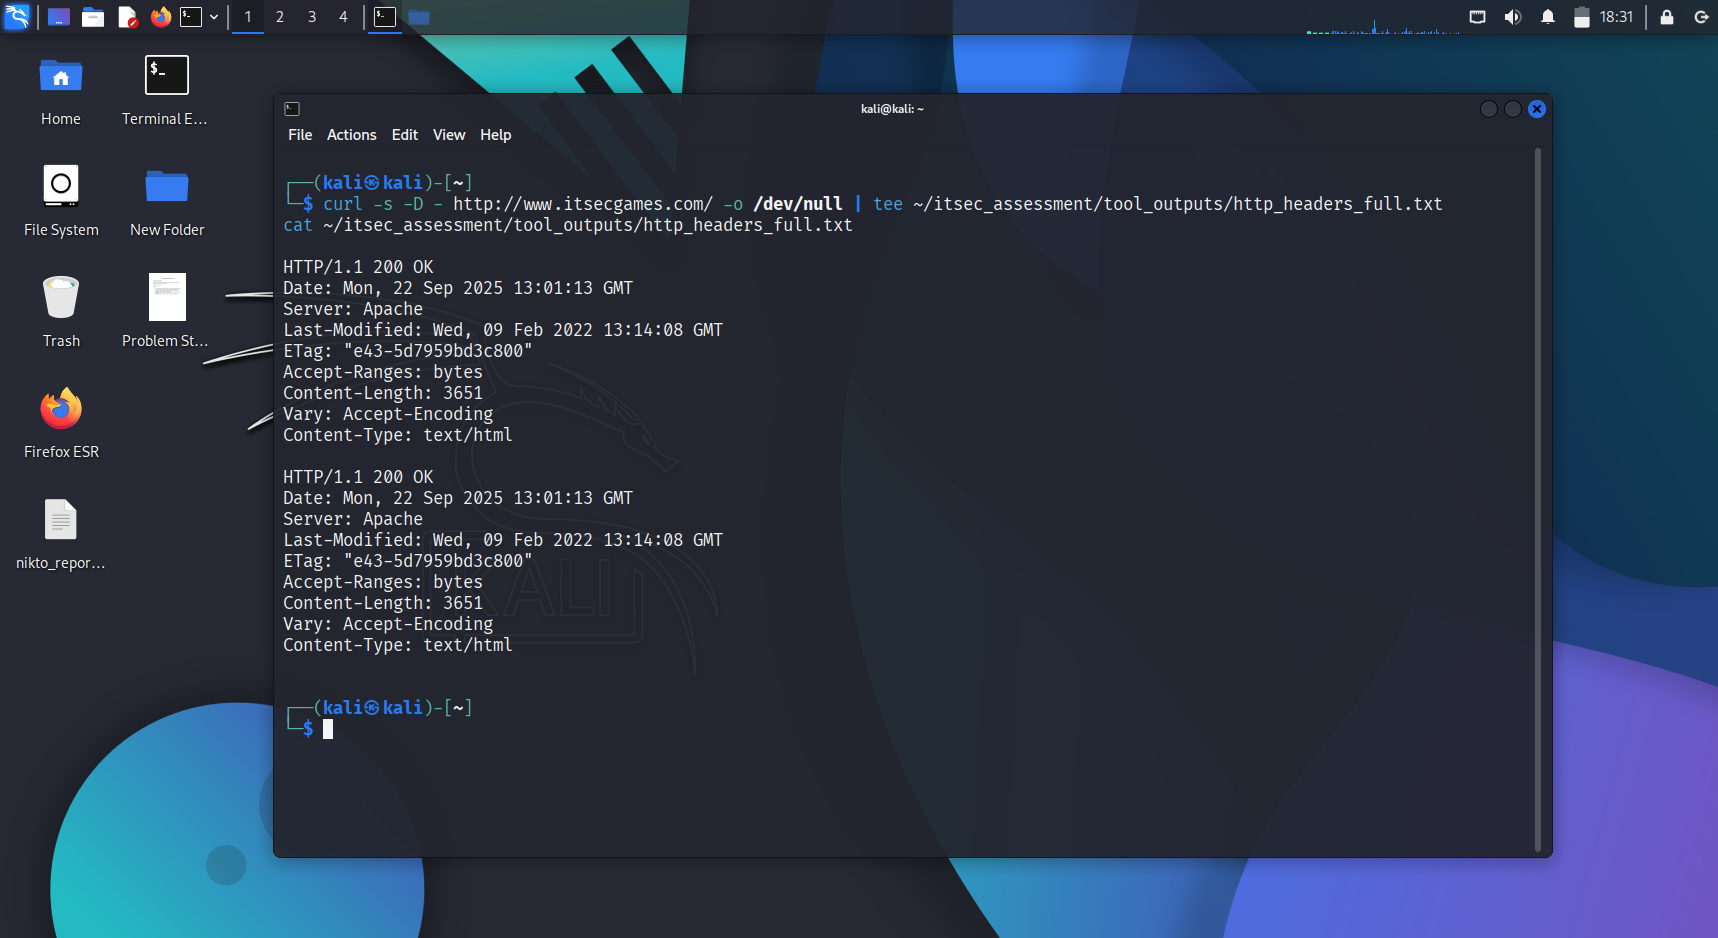 1 2 3 4
18:31
Home
Terminal E...
File System
New Folder
Trash
Problem St...
Firefox ESR
nikto_repor...
kali@kali: ~
File Actions Edit View Help
┌──(kali㉿kali)-[~]
└─$ curl -s -D - http://www.itsecgames.com/ -o /dev/null | tee ~/itsec_assessment/tool_outputs/http_headers_full.txt
cat ~/itsec_assessment/tool_outputs/http_headers_full.txt
HTTP/1.1 200 OK
Date: Mon, 22 Sep 2025 13:01:13 GMT
Server: Apache
Last-Modified: Wed, 09 Feb 2022 13:14:08 GMT
ETag: "e43-5d7959bd3c800"
Accept-Ranges: bytes
Content-Length: 3651
Vary: Accept-Encoding
Content-Type: text/html
HTTP/1.1 200 OK
Date: Mon, 22 Sep 2025 13:01:13 GMT
Server: Apache
Last-Modified: Wed, 09 Feb 2022 13:14:08 GMT
ETag: "e43-5d7959bd3c800"
Accept-Ranges: bytes
Content-Length: 3651
Vary: Accept-Encoding
Content-Type: text/html
KALI
┌──(kali㉿kali)-[~]
└─$